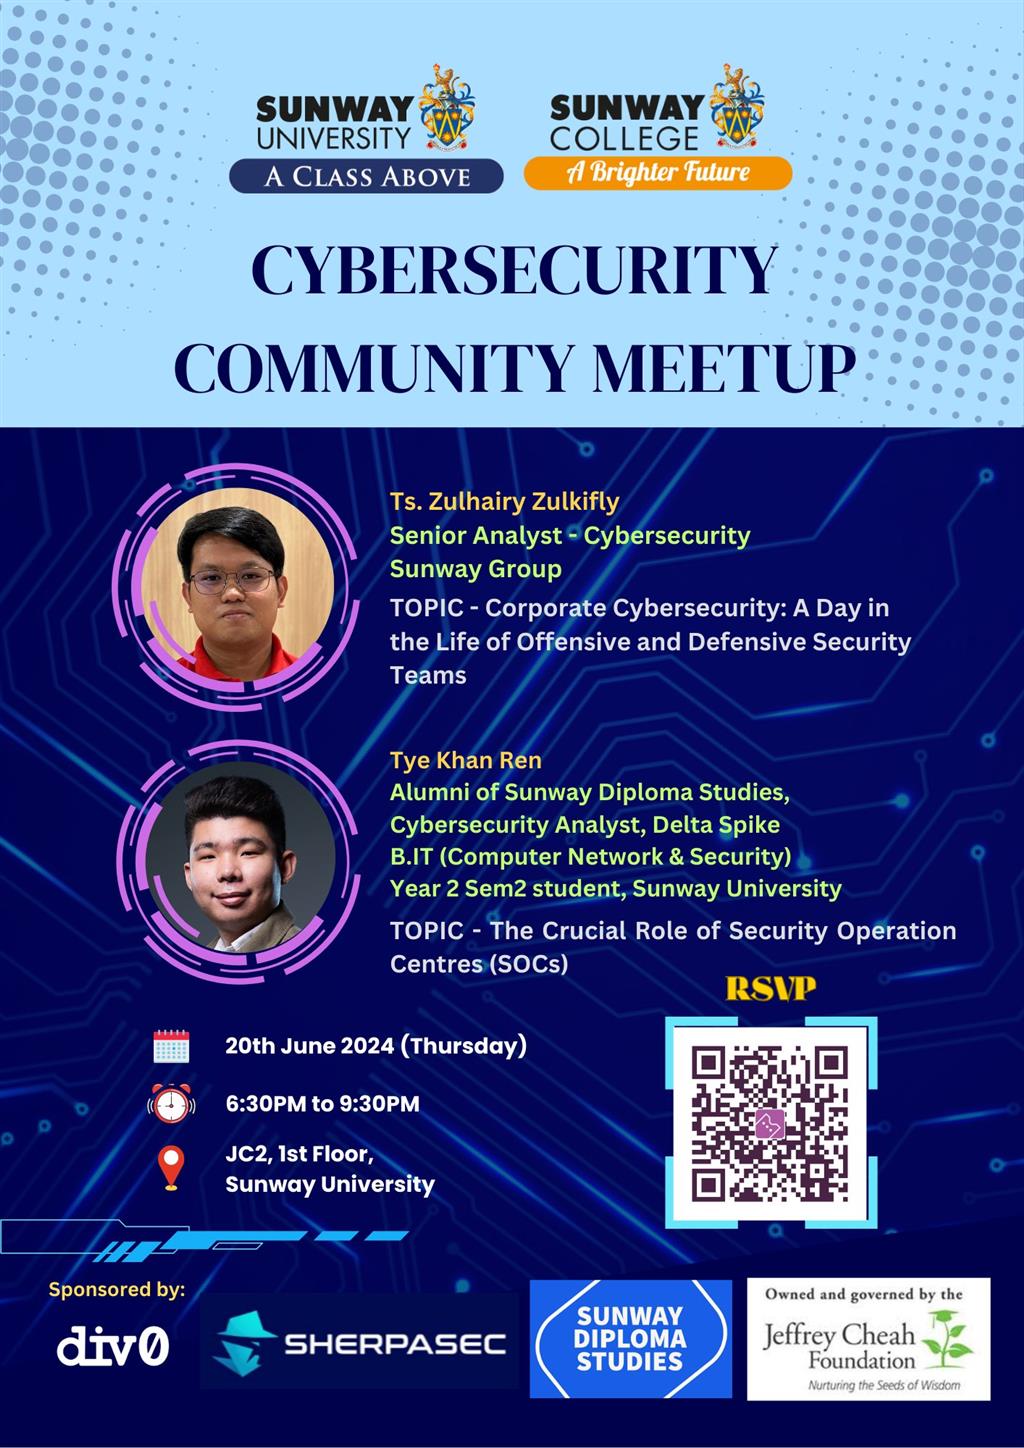 SUNWAY
UNIVERSITY
A CLASS ABOVE
SUNWAY
COLLEGE
A Brighter Future
CYBERSECURITY
COMMUNITY MEETUP
Ts. Zulhairy Zulkifly
Senior Analyst - Cybersecurity
Sunway Group
TOPIC - Corporate Cybersecurity: A Day in
the Life of Offensive and Defensive Security
Teams
Tye Khan Ren
Alumni of Sunway Diploma Studies,
Cybersecurity Analyst, Delta Spike
B.IT (Computer Network & Security)
Year 2 Sem2 student, Sunway University
TOPIC - The Crucial Role of Security Operation
Centres (SOCs)
RSVP
20th June 2024 (Thursday)
6:30PM to 9:30PM
JC2, 1st Floor,
Sunway University
Sponsored by:
div0
SHERPASEC
SUNWAY
DIPLOMA
STUDIES
Owned and governed by the
Jeffrey Cheah
Foundation
Nurturing the Seeds of Wisdom